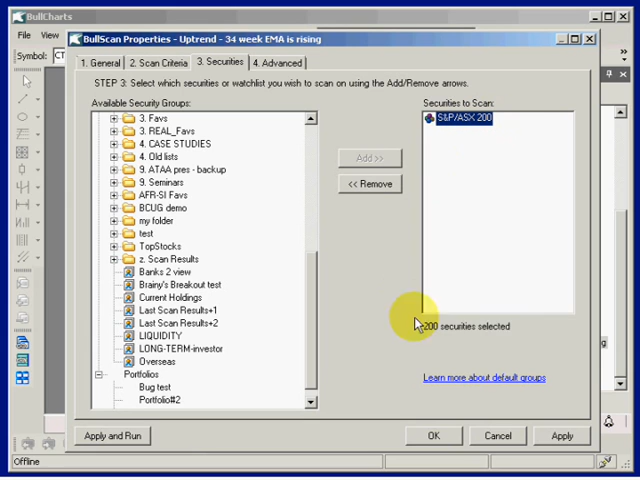 BullCharts
File View
Symbol: CT
BullScan Properties - Uptrend - 34 week EMA is rising
1. General
2. Scan Criteria
3. Securities
4. Advanced
STEP 3: Select which securities or watchlist you wish to scan on using the Add/Remove arrows.
Available Security Groups:
3. Favs
3. REAL_Favs
4. CASE STUDIES
4. Old lists
9. ATAA pres - backup
9. Seminars
AFR-SI Favs
BCUG demo
my folder
test
TopStocks
z. Scan Results
Banks 2 view
Brainy's Breakout test
Current Holdings
Last Scan Results+1
Last Scan Results+2
LIQUIDITY
LONG-TERM-investor
Overseas
Portfolios
Bug test
Portfolio#2
Add >>
<< Remove
Securities to Scan:
S&P/ASX 200
200 securities selected
Learn more about default groups
g
Apply and Run
OK
Cancel
Apply
Offline